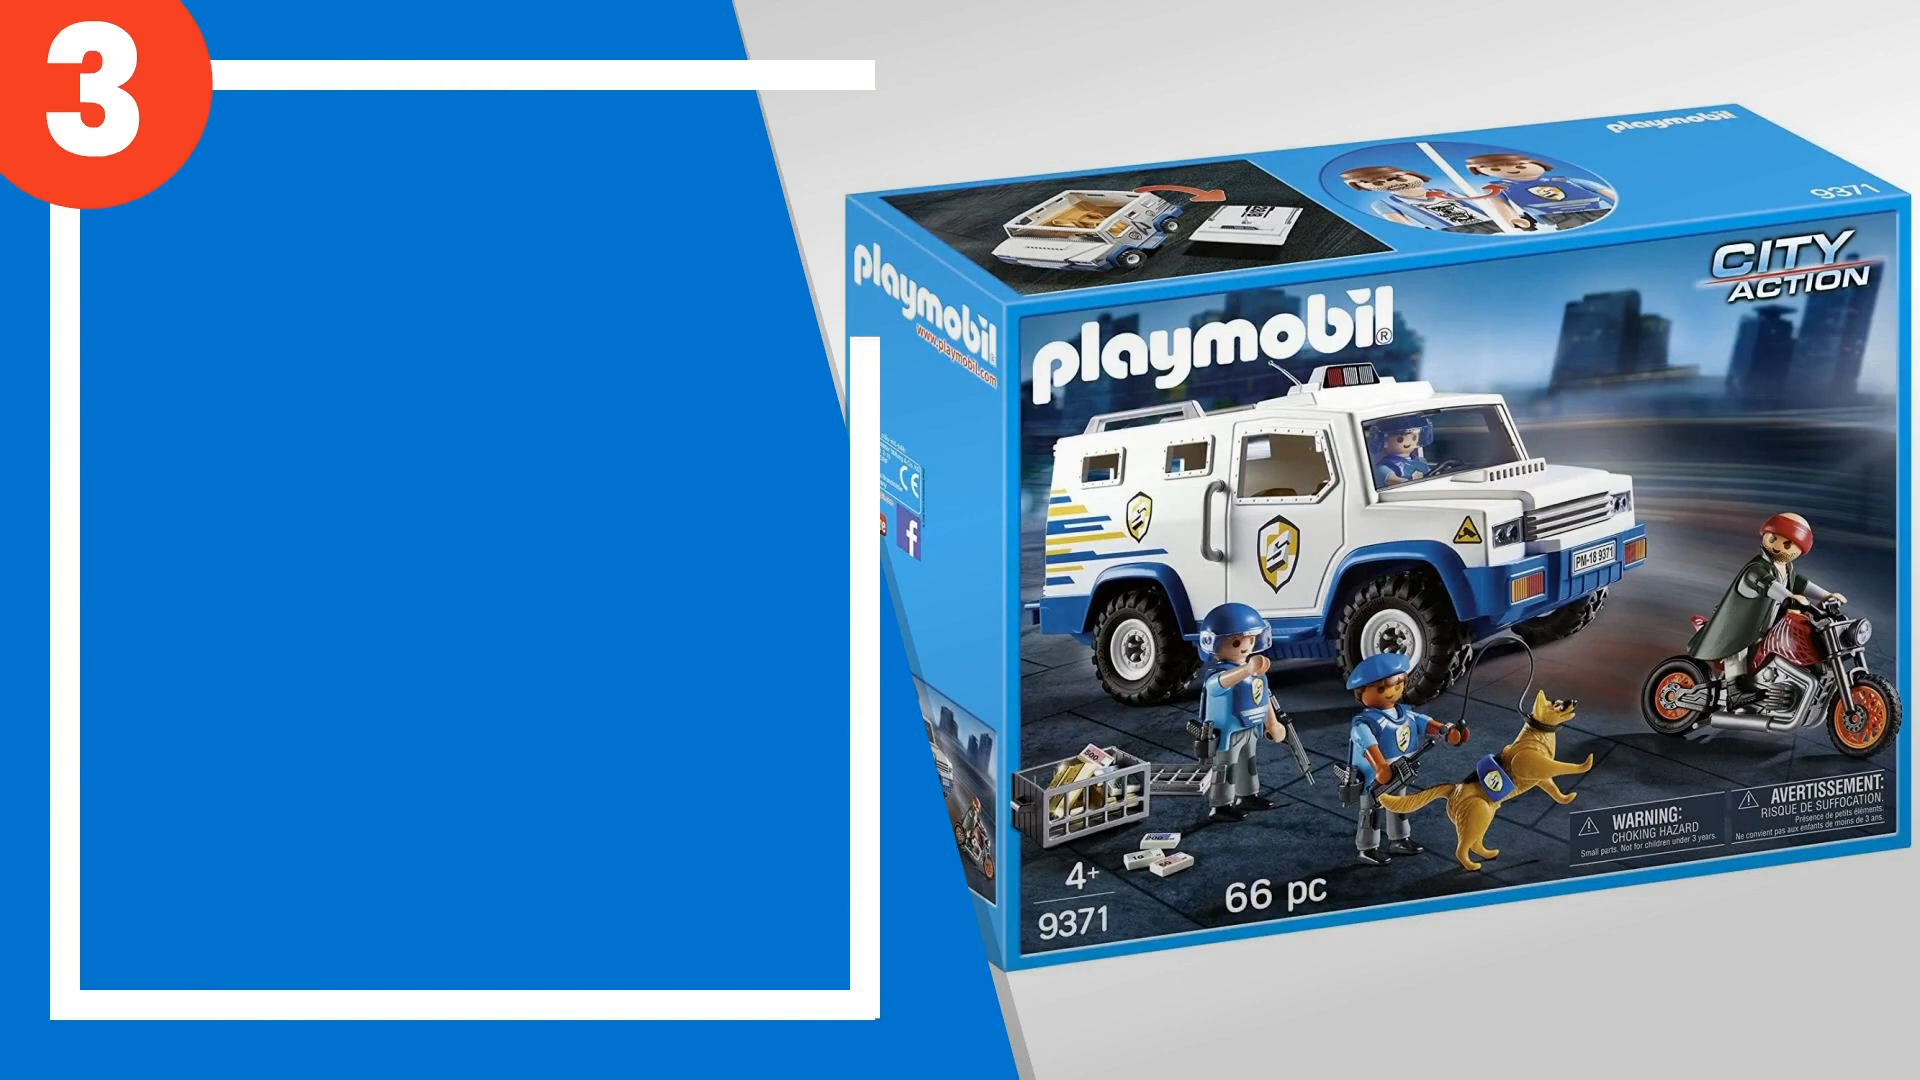 3
playmobil
9371
playmobil
www.playmobil.com
CITY
ACTION
playmobil®
CE
f
PM-18 9371
500
WARNING:
CHOKING HAZARD
Small parts. Not for children under 3 years.
AVERTISSEMENT:
RISQUE DE SUFFOCATION.
Présence de petits éléments.
Ne convient pas aux enfants de moins de 3 ans.
4+
9371
66 pc